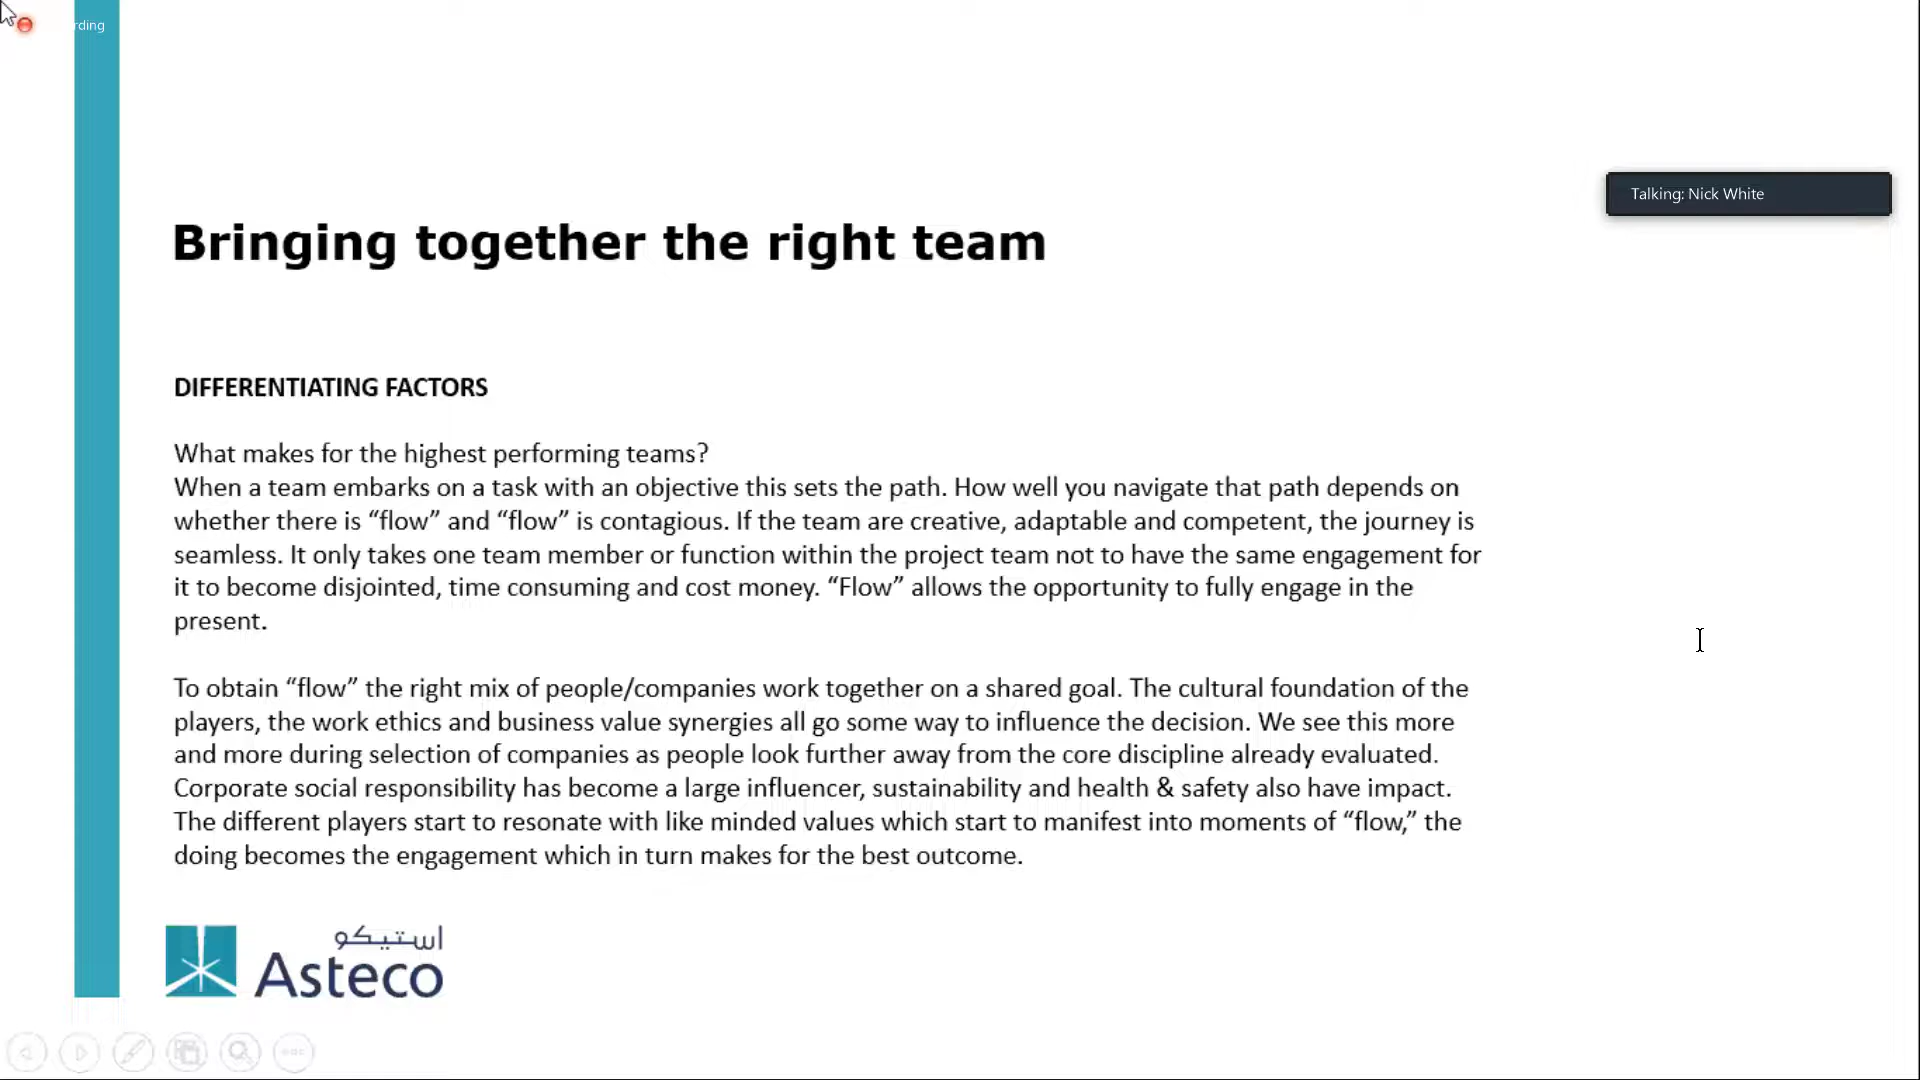 rding
Talking: Nick White
Bringing together the right team
DIFFERENTIATING FACTORS
What makes for the highest performing teams?
When a team embarks on a task with an objective this sets the path. How well you navigate that path depends on
whether there is “flow” and “flow” is contagious. If the team are creative, adaptable and competent, the journey is
seamless. It only takes one team member or function within the project team not to have the same engagement for
it to become disjointed, time consuming and cost money. “Flow” allows the opportunity to fully engage in the
present.
To obtain “flow” the right mix of people/companies work together on a shared goal. The cultural foundation of the
players, the work ethics and business value synergies all go some way to influence the decision. We see this more
and more during selection of companies as people look further away from the core discipline already evaluated.
Corporate social responsibility has become a large influencer, sustainability and health & safety also have impact.
The different players start to resonate with like minded values which start to manifest into moments of “flow,” the
doing becomes the engagement which in turn makes for the best outcome.
استيكو
Asteco